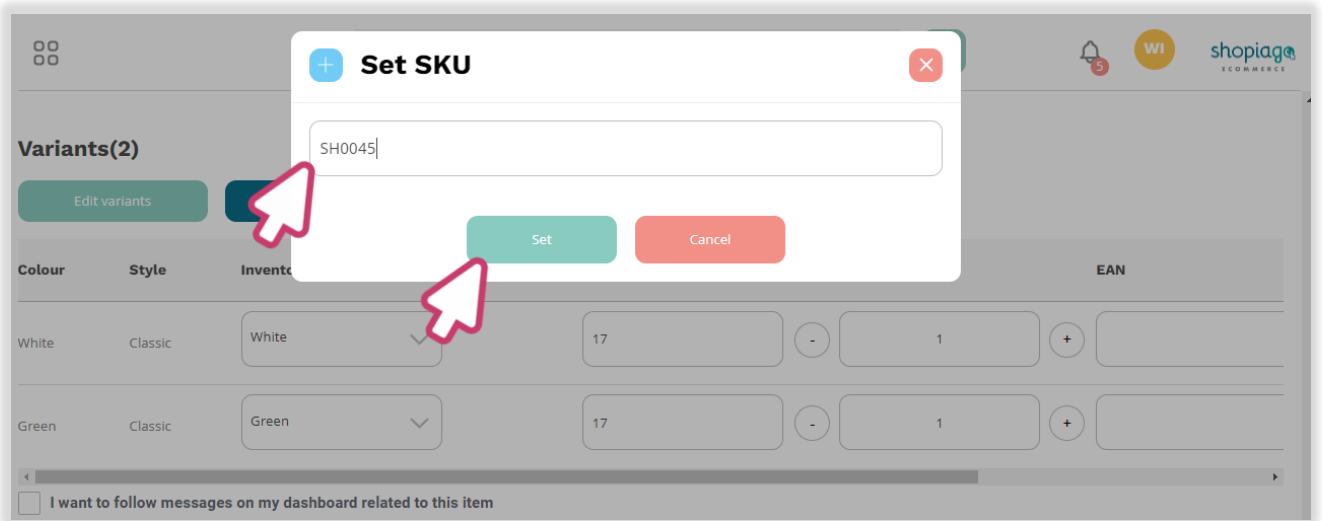 Set SKU
WI
5
shopiago
ECOMMERCE
SH0045
Variants(2)
Edit variants
Set
Cancel
Colour Style Invento EAN
White Classic White 17 - 1 +
Green Classic Green 17 - 1 +
I want to follow messages on my dashboard related to this item